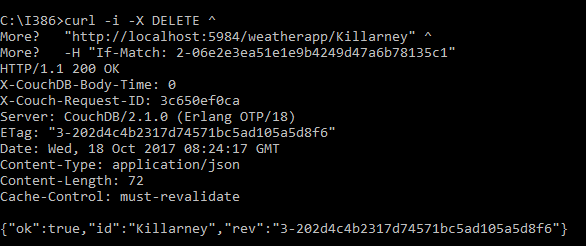 C:\I386>curl -i -X DELETE ^
More?   "http://localhost:5984/weatherapp/Killarney" ^
More?   -H "If-Match: 2-06e2e3ea51e1e9b4249d47a6b78135c1"
HTTP/1.1 200 OK
X-CouchDB-Body-Time: 0
X-Couch-Request-ID: 3c650ef0ca
Server: CouchDB/2.1.0 (Erlang OTP/18)
ETag: "3-202d4c4b2317d74571bc5ad105a5d8f6"
Date: Wed, 18 Oct 2017 08:24:17 GMT
Content-Type: application/json
Content-Length: 72
Cache-Control: must-revalidate

{"ok":true,"id":"Killarney","rev":"3-202d4c4b2317d74571bc5ad105a5d8f6"}